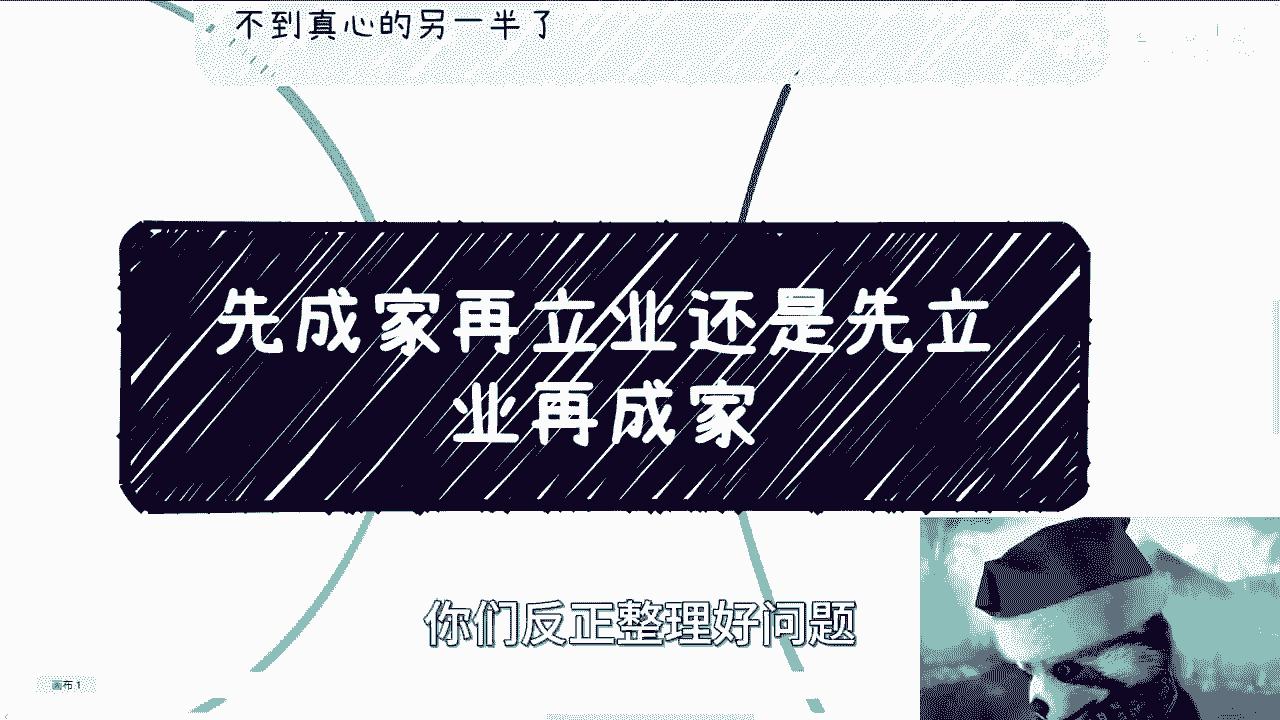 不到真心的另一半了
先成家再立业还是先立
业再成家
你们反正整理好问题
画布 1